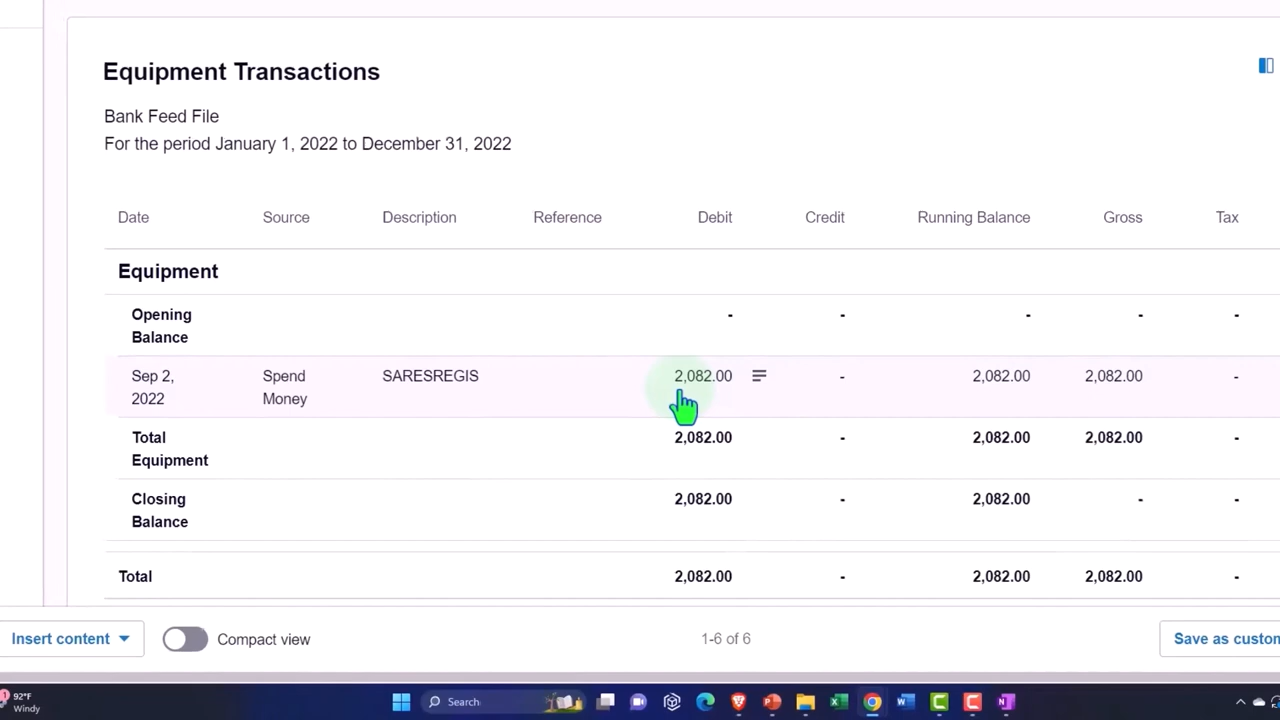 Equipment Transactions
Bank Feed File
For the period January 1, 2022 to December 31, 2022
Date Source Description Reference Debit Credit Running Balance Gross Tax
Equipment
Opening Balance - - - - -
Sep 2, 2022 Spend Money SARESREGIS 2,082.00 - 2,082.00 2,082.00 -
Total Equipment 2,082.00 - 2,082.00 2,082.00 -
Closing Balance 2,082.00 - 2,082.00 - -
Total 2,082.00 - 2,082.00 2,082.00 -
Insert content Compact view 1-6 of 6 Save as custom
1 92°F
Windy
Search